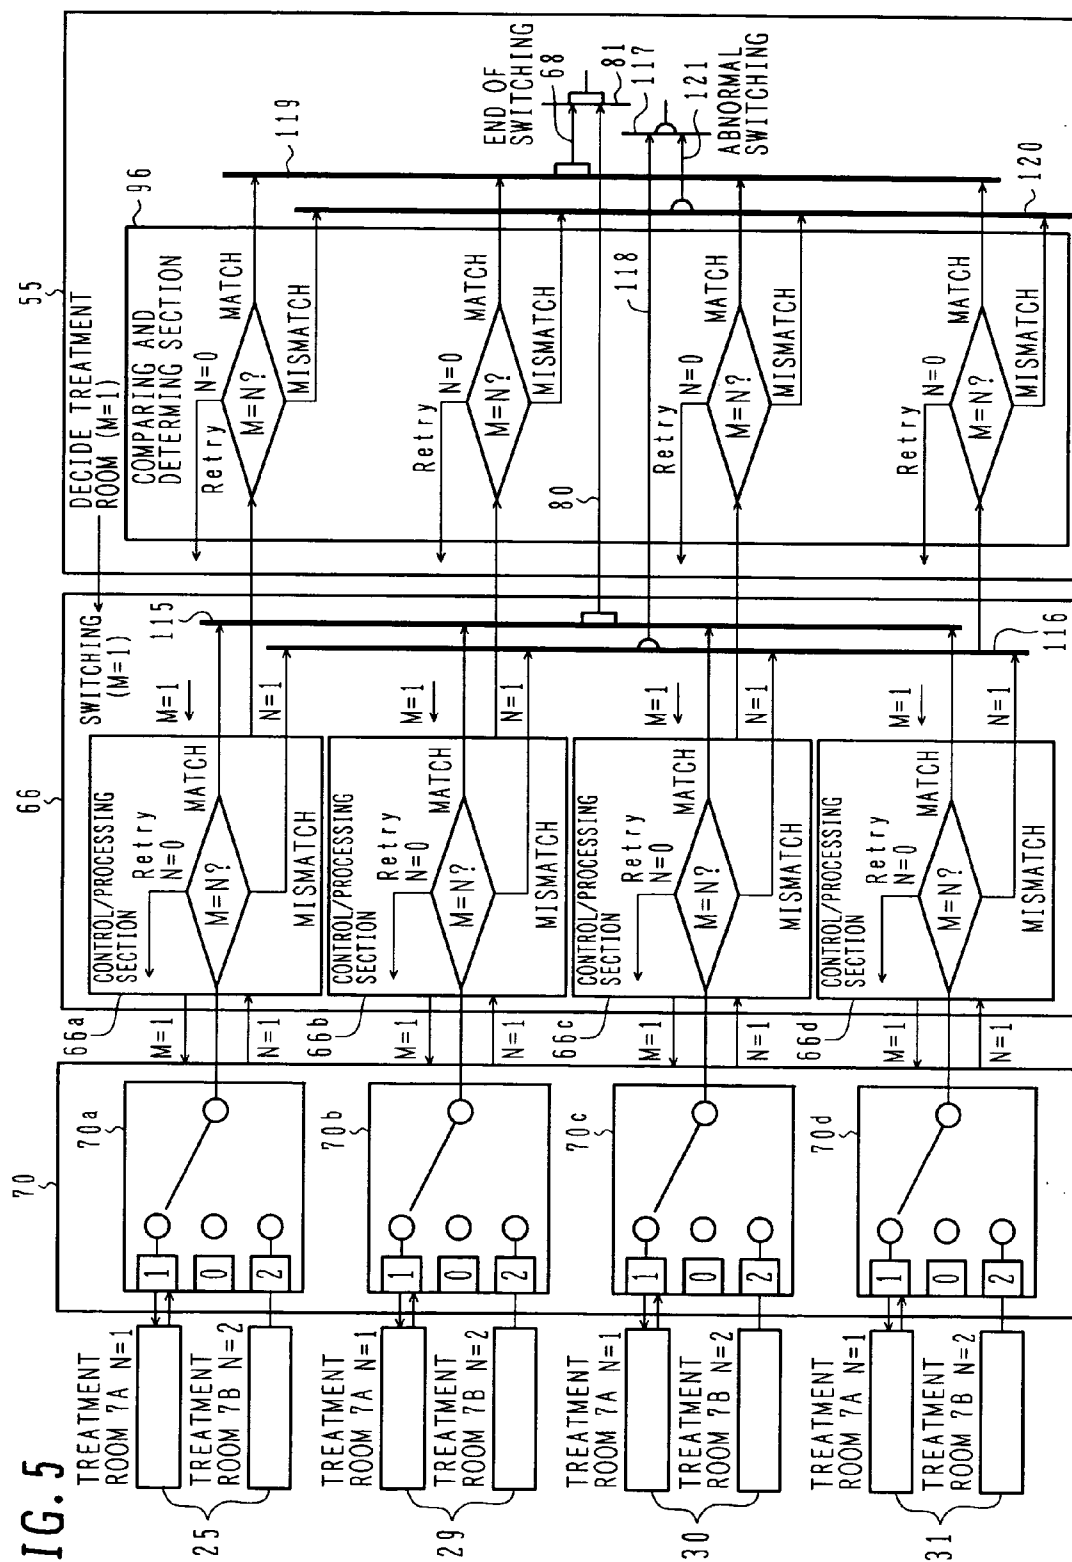 IG. 5
31
30
29
25
TREATMENT
ROOM 7A N=1
TREATMENT
ROOM 7B N=2
TREATMENT
ROOM 7A N=1
TREATMENT
ROOM 7B N=2
TREATMENT
ROOM 7A N=1
TREATMENT
ROOM 7B N=2
TREATMENT
ROOM 7A N=1
TREATMENT
ROOM 7B N=2
70
70a
1
0
2
70b
1
0
2
70c
1
0
2
70d
1
0
2
M=1
N=1
M=1
N=1
M=1
N=1
M=1
N=1
66
66a
CONTROL/PROCESSING
SECTION
Retry
N=0
M=N?
MATCH
MISMATCH
66b
CONTROL/PROCESSING
SECTION
Retry
N=0
M=N?
MATCH
MISMATCH
66c
CONTROL/PROCESSING
SECTION
Retry
N=0
M=N?
MATCH
MISMATCH
66d
CONTROL/PROCESSING
SECTION
Retry
N=0
M=N?
MATCH
MISMATCH
SWITCHING
(M=1)
M=1
N=1
M=1
N=1
M=1
N=1
M=1
N=1
115
116
55
DECIDE TREATMENT
ROOM (M=1)
96
COMPARING AND
DETERMINING SECTION
Retry
N=0
M=N?
MATCH
MISMATCH
Retry
N=0
M=N?
MATCH
MISMATCH
Retry
N=0
M=N?
MATCH
MISMATCH
Retry
N=0
M=N?
MATCH
MISMATCH
80
118
119
120
END OF
SWITCHING
68
81
117
121
ABNORMAL
SWITCHING